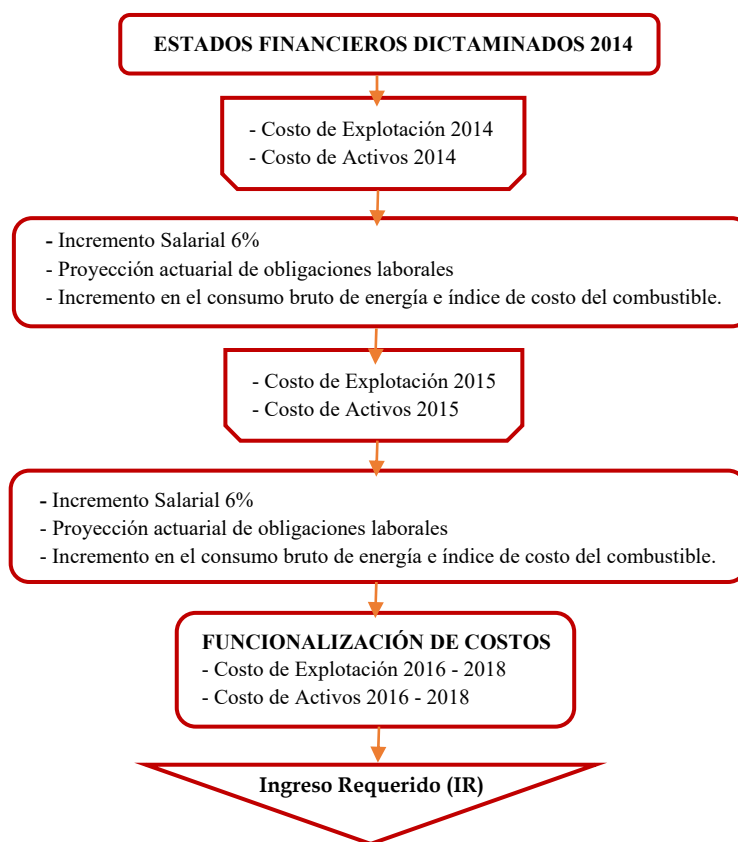 ESTADOS FINANCIEROS DICTAMINADOS 2014
- Costo de Explotación 2014
- Costo de Activos 2014
- Incremento Salarial 6%
- Proyección actuarial de obligaciones laborales
- Incremento en el consumo bruto de energía e índice de costo del combustible.
- Costo de Explotación 2015
- Costo de Activos 2015
- Incremento Salarial 6%
- Proyección actuarial de obligaciones laborales
- Incremento en el consumo bruto de energía e índice de costo del combustible.
FUNCIONALIZACIÓN DE COSTOS
- Costo de Explotación 2016 - 2018
- Costo de Activos 2016 - 2018
Ingreso Requerido (IR)